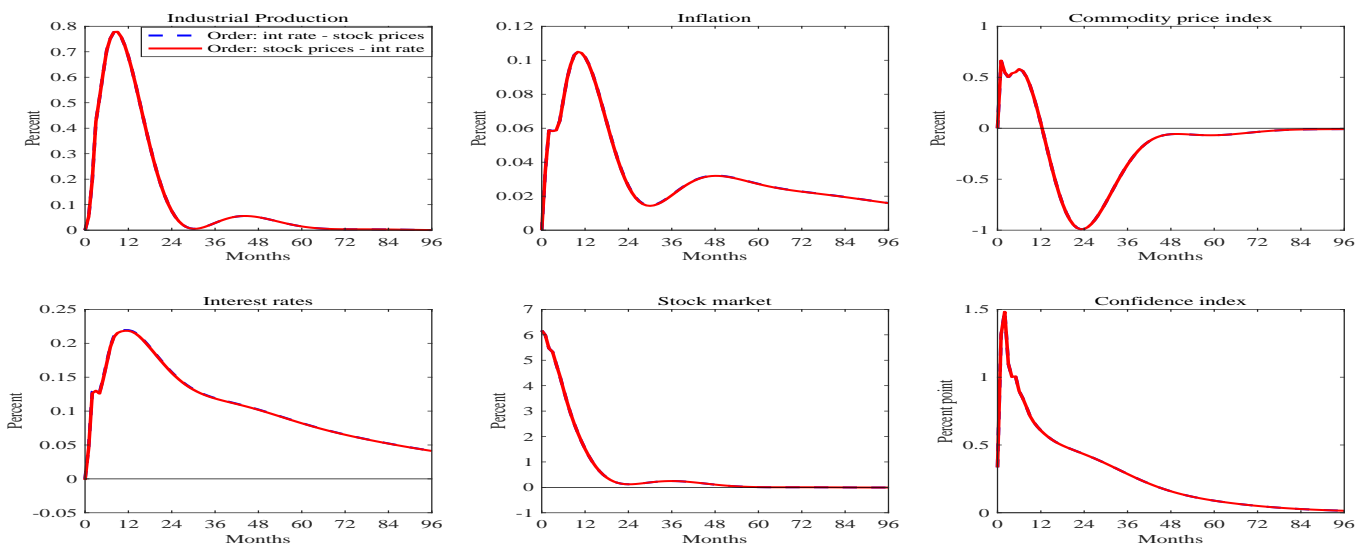 Industrial Production
0.8
0.7
0.6
0.5
0.4
0.3
0.2
0.1
0
Percent
Order: int rate - stock prices
Order: stock prices - int rate
0 12 24 36 48 60 72 84 96
Months
Inflation
0.12
0.1
0.08
0.06
0.04
0.02
0
Percent
0 12 24 36 48 60 72 84 96
Months
Commodity price index
1
0.5
0
-0.5
-1
Percent
0 12 24 36 48 60 72 84 96
Months
Interest rates
0.25
0.2
0.15
0.1
0.05
0
-0.05
Percent
0 12 24 36 48 60 72 84 96
Months
Stock market
7
6
5
4
3
2
1
0
-1
Percent
0 12 24 36 48 60 72 84 96
Months
Confidence index
1.5
1
0.5
0
Percent point
0 12 24 36 48 60 72 84 96
Months